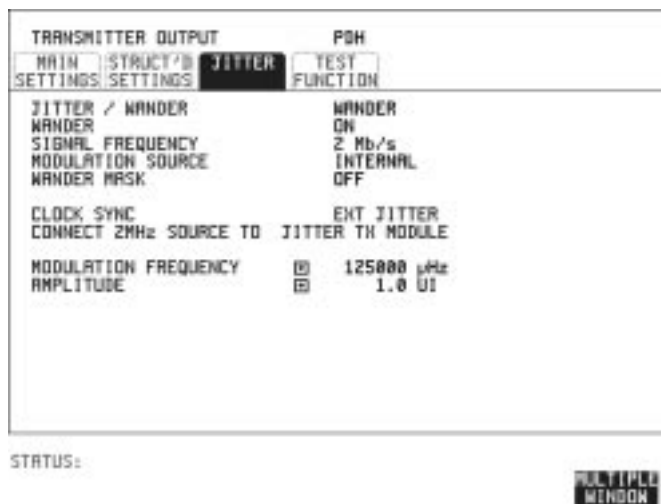 TRANSMITTER OUTPUT PDH
MAIN SETTINGS STRUCT'D SETTINGS JITTER TEST FUNCTION
JITTER / WANDER WANDER
WANDER ON
SIGNAL FREQUENCY 2 Mb/s
MODULATION SOURCE INTERNAL
WANDER MASK OFF
CLOCK SYNC EXT JITTER
CONNECT 2MHz SOURCE TO JITTER TX MODULE
MODULATION FREQUENCY 125000 µHz
AMPLITUDE 1.0 UI
STATUS:
MULTIPLE
WINDOW